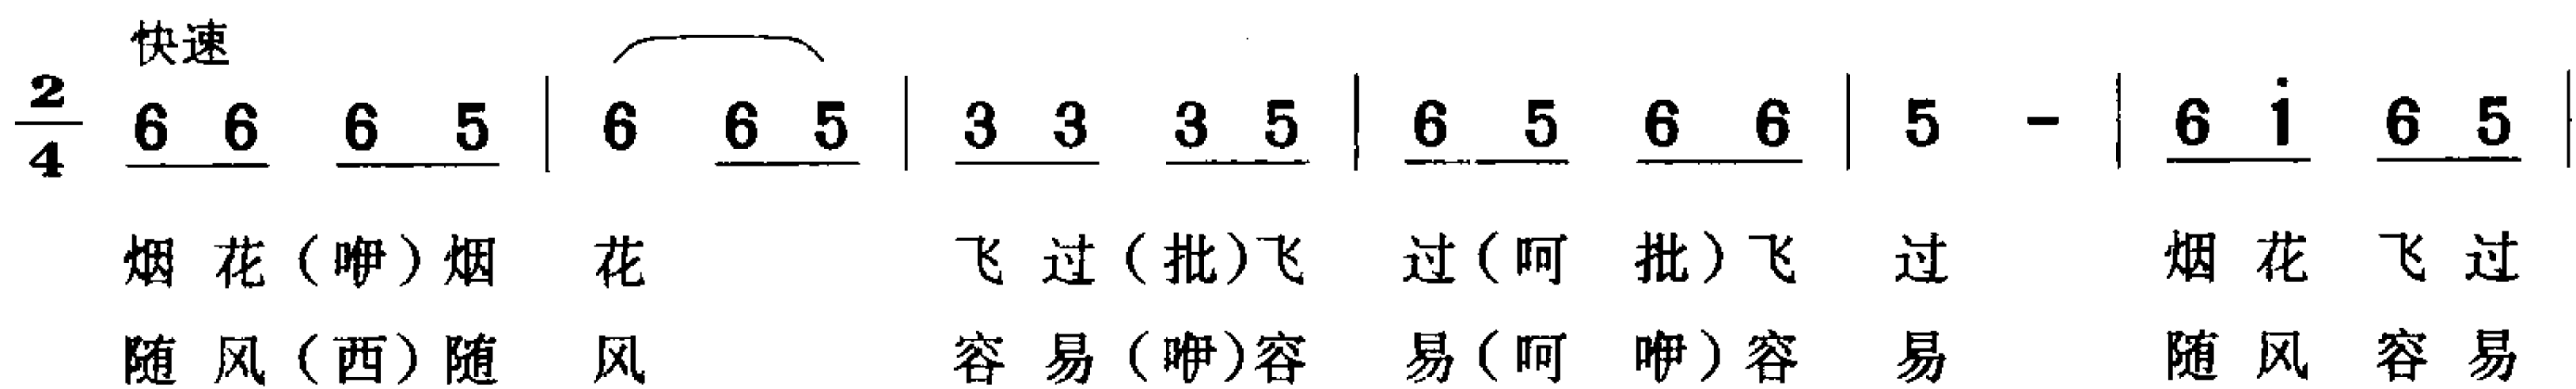 快速
2/4 6 6 6 5 | 6 6 5 | 3 3 3 5 | 6 5 6 6 | 5 - | 6 i 6 5 |
烟 花（咿）烟 花 飞 过（批）飞 过（呵 批）飞 过 烟 花 飞 过
随 风（西）随 风 容 易（咿）容 易（呵 咿）容 易 随 风 容 易